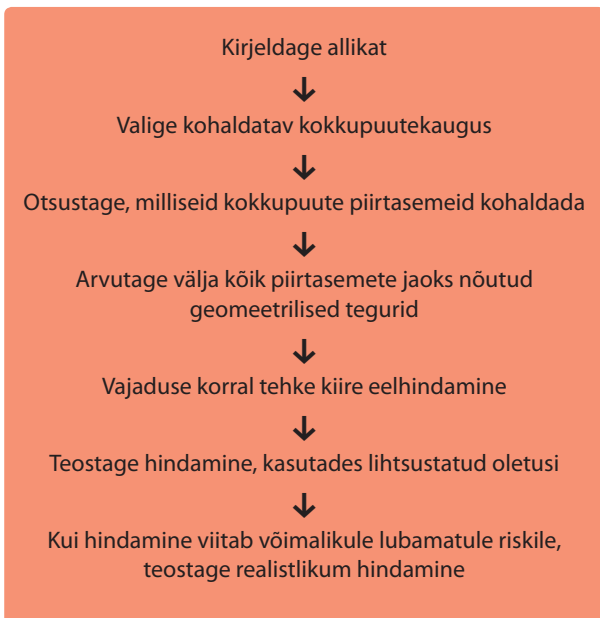 Kirjeldage allikat
Valige kohaldatav kokkupuutekaugus
Otsustage, milliseid kokkupuute piirtasemeid kohaldada
Arvutage välja kõik piirtasemete jaoks nõutud
geomeetrilised tegurid
Vajaduse korral tehke kiire eelhindamine
Teostage hindamine, kasutades lihtsustatud oletusi
Kui hindamine viitab võimalikule lubamatule riskile,
teostage realistlikum hindamine